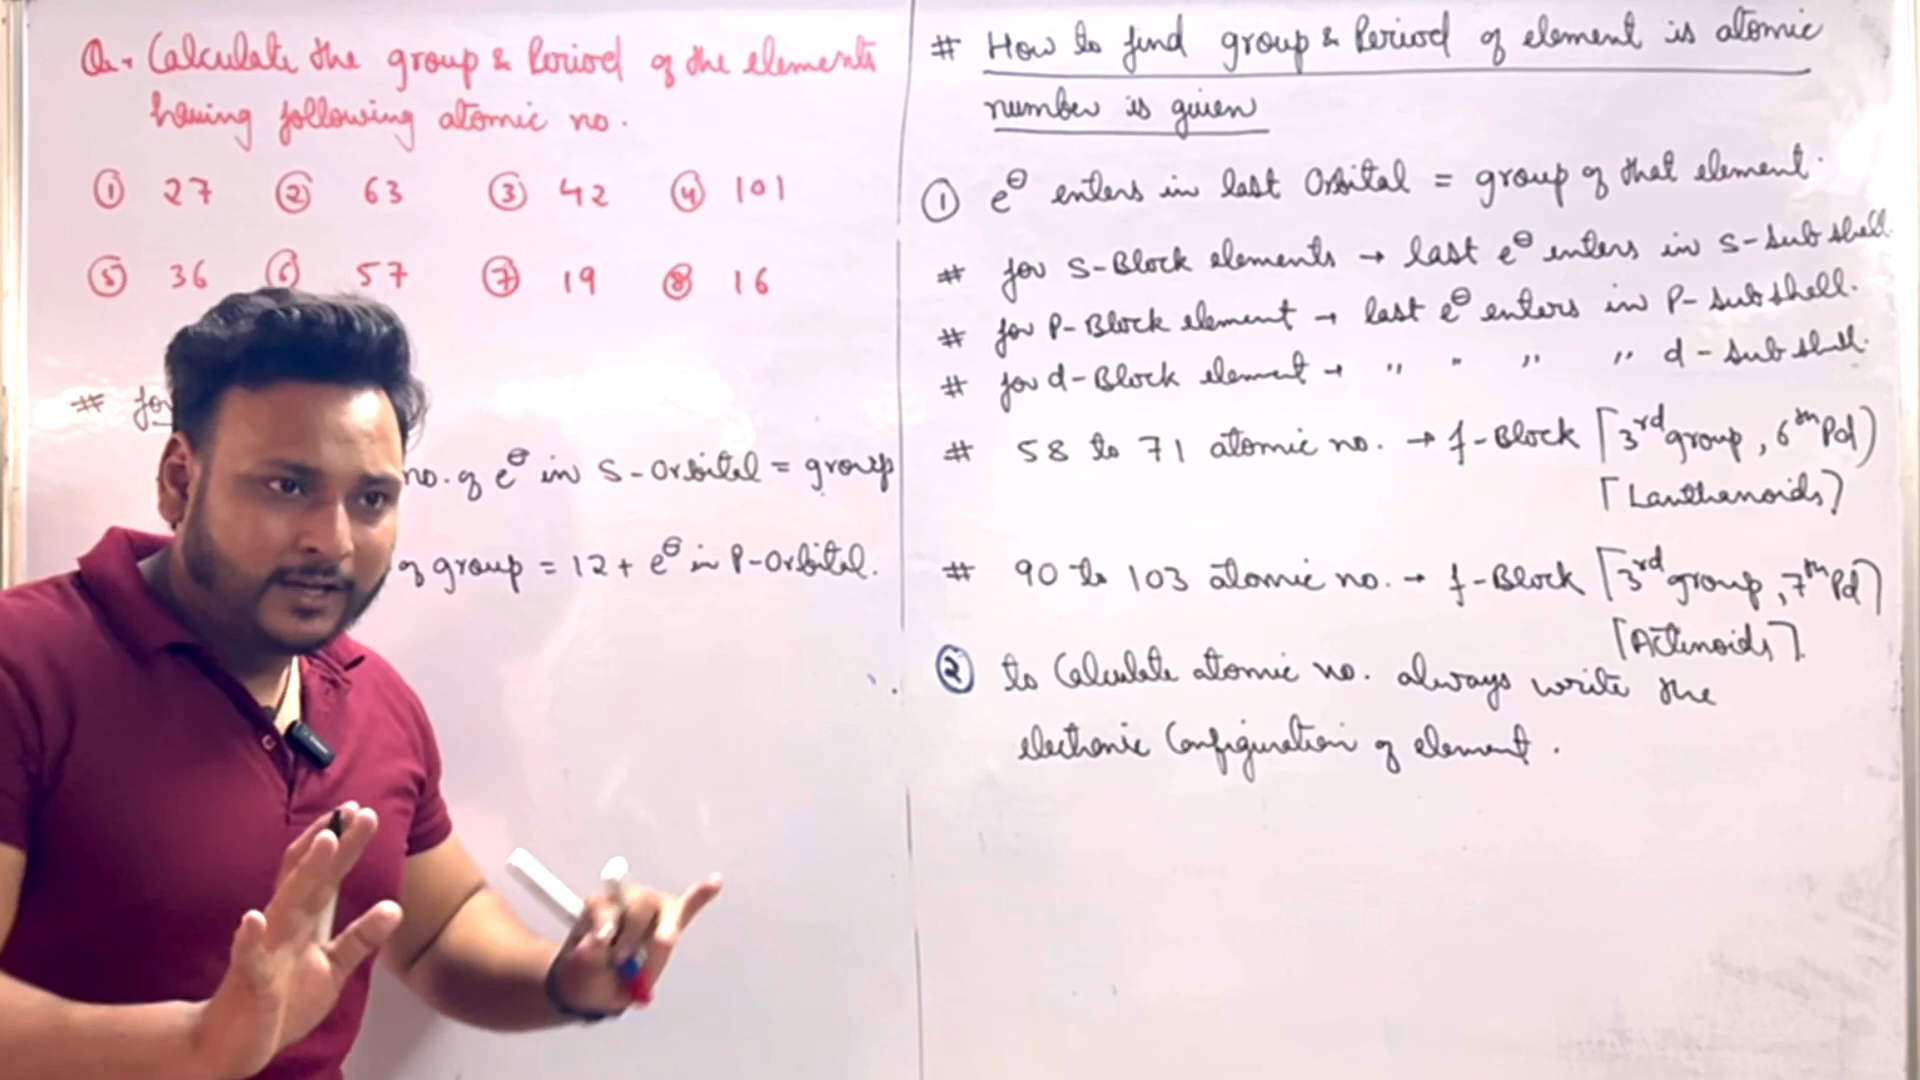 Qn. Calculate the group & Period of the elements
having following atomic no.
① 27 ② 63 ③ 42 ④ 101
⑤ 36 ⑥ 57 ⑦ 19 ⑧ 16
# for
no. of e⊖ in s-orbital = group
of group = 12 + e⊖ in P-Orbital.
# How to find group & Period of element is atomic
number is given
① e⊖ enters in last Orbital = group of that element.
# for S-Block elements → last e⊖ enters in s-sub shell.
# for P-Block element → last e⊖ enters in P-subshell.
# for d-Block element → " " " " d-subshell.
# 58 to 71 atomic no. → f-Block [3rd group, 6th Pd)
[Lanthanoids]
# 90 to 103 atomic no. → f-Block [3rd group, 7th Pd]
[Actinoids].
② to Calculate atomic no. always write the
electronic Configuration of element.